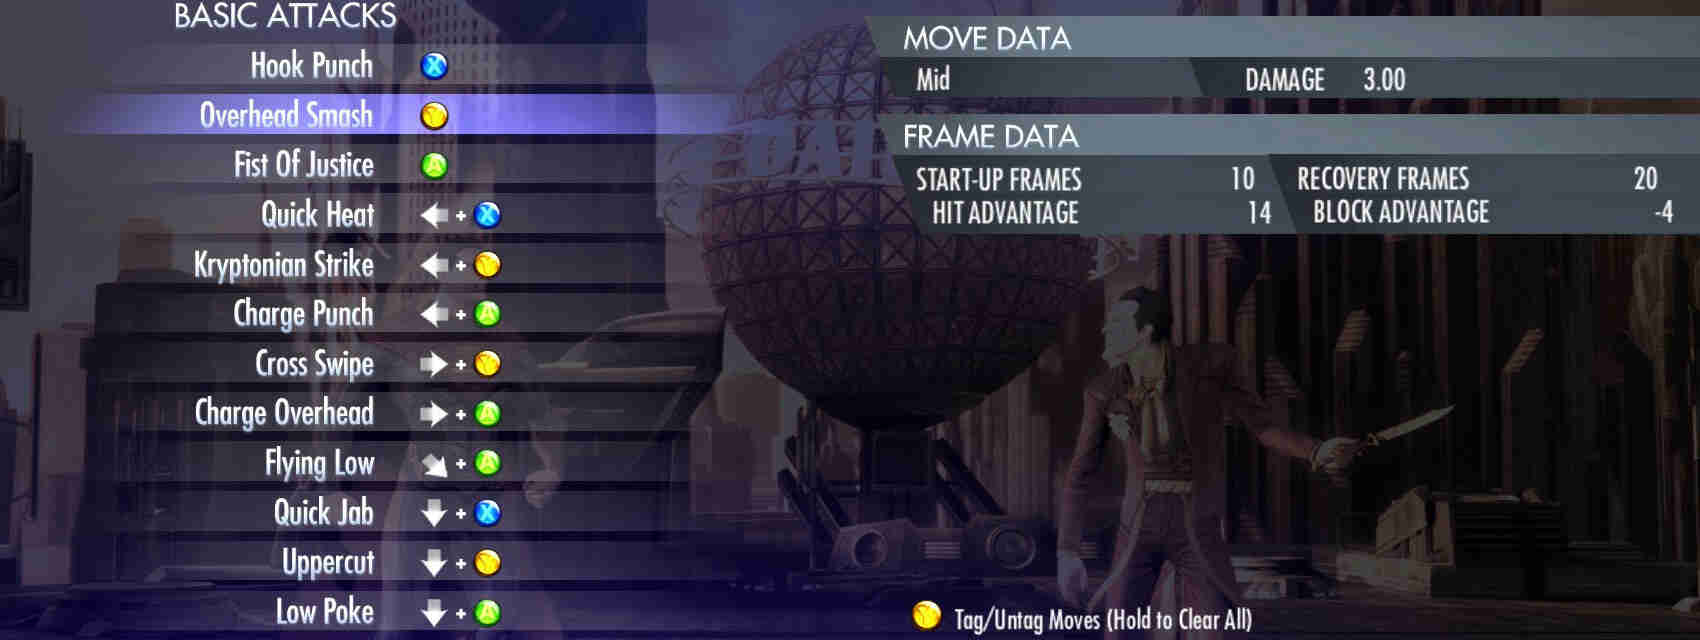 BASIC ATTACKS
Hook Punch X
Overhead Smash Y
Fist Of Justice A
Quick Heat + X
Kryptonian Strike + Y
Charge Punch + A
Cross Swipe + Y
Charge Overhead + A
Flying Low + A
Quick Jab + X
Uppercut + Y
Low Poke + A
MOVE DATA
Mid DAMAGE 3.00
FRAME DATA
START-UP FRAMES 10 RECOVERY FRAMES 20
HIT ADVANTAGE 14 BLOCK ADVANTAGE -4
Y Tag/Untag Moves (Hold to Clear All)